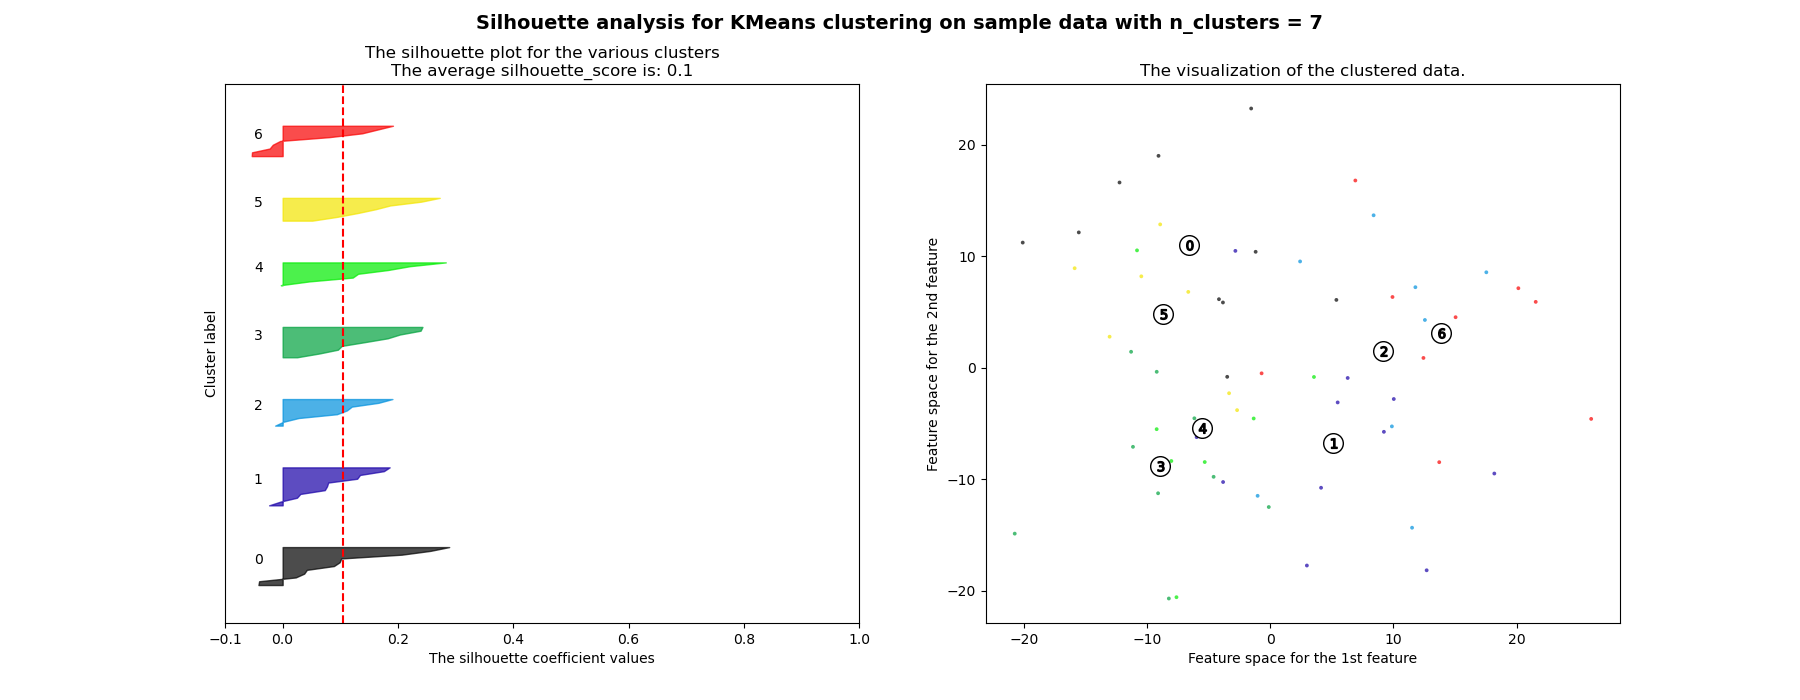 Silhouette analysis for KMeans clustering on sample data with n_clusters = 7
The silhouette plot for the various clusters
The average silhouette_score is: 0.1
6
5
4
3
2
1
0
Cluster label
−0.1 0.0 0.2 0.4 0.6 0.8 1.0
The silhouette coefficient values
The visualization of the clustered data.
20
10
0
−10
−20
Feature space for the 2nd feature
0
5
6
2
4
1
3
−20 −10 0 10 20
Feature space for the 1st feature